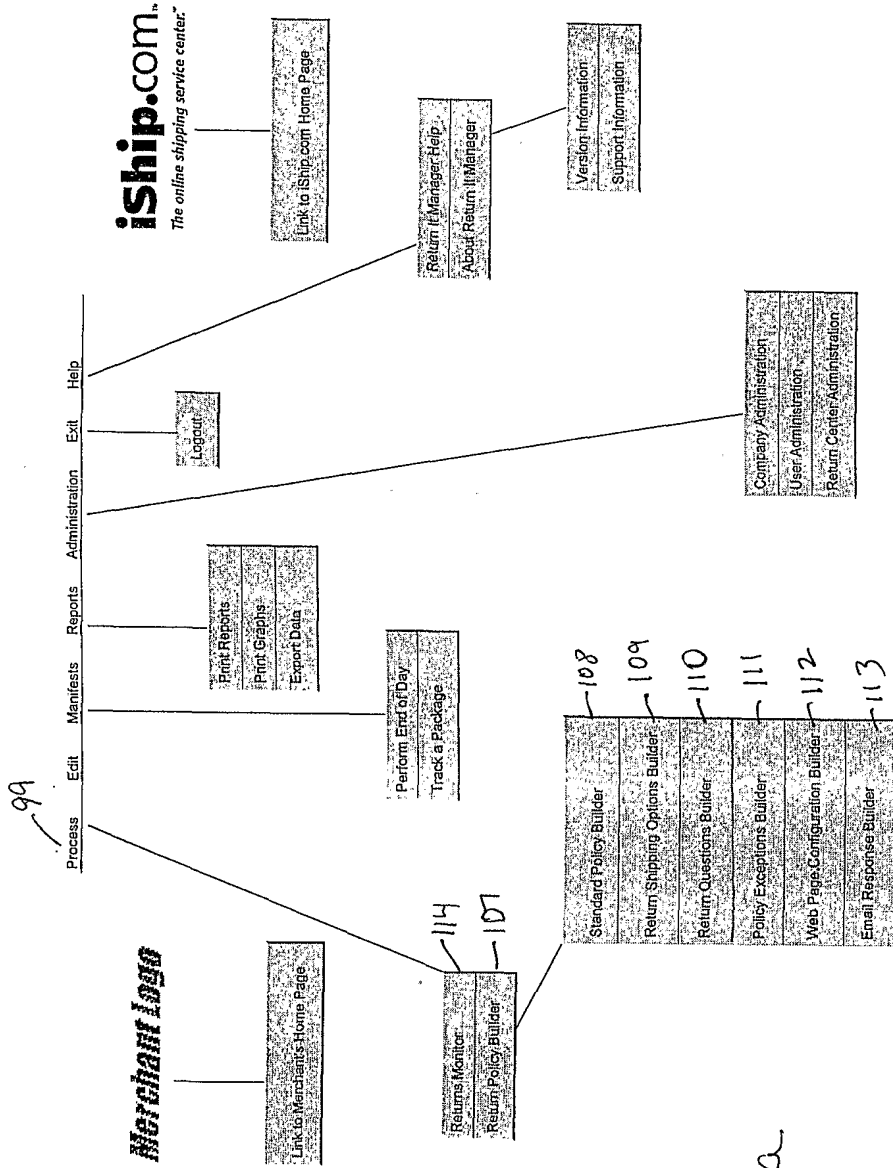 Merchant Logo
Link to Merchant's Home Page
99
Process Edit Manifests Reports Administration Exit Help
iship.com™
The online shipping service center.™
Link to iShip.com Home Page
Returns Monitor
114
Return Policy Builder
107
Standard Policy Builder
108
Return Shipping Options Builder
109
Return Questions Builder
110
Policy Exceptions Builder
111
Web Page Configuration Builder
112
Email Response Builder
113
Perform End of Day
Track a Package
Print Reports
Print Graphs
Export Data
Logout
Company Administration
User Administration
Return Center Administration
Return It Manager Help
About Return It Manager
Version Information
Support Information